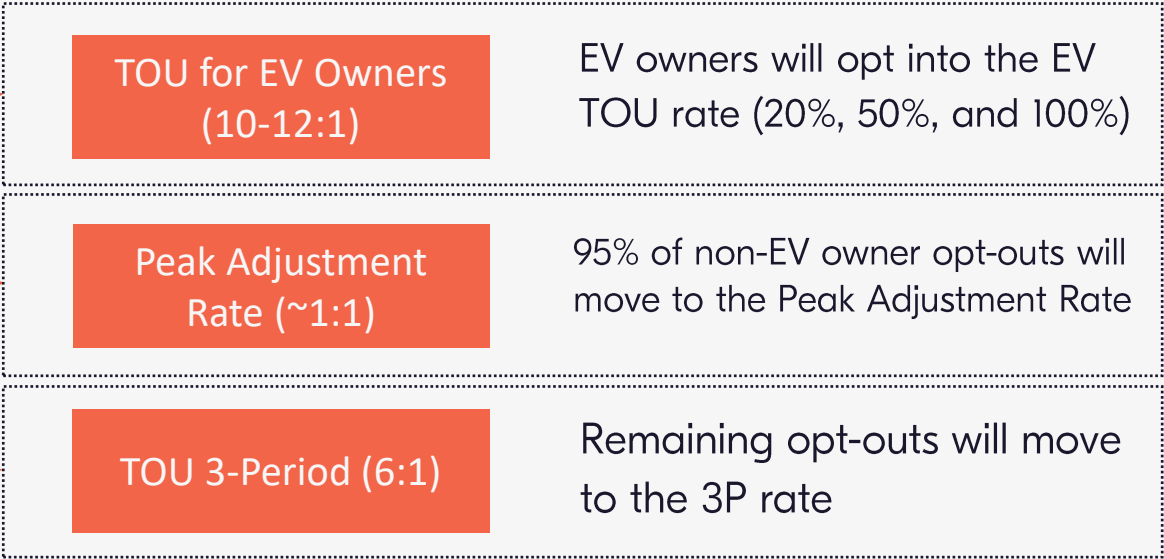 TOU for EV Owners
(10-12:1)
EV owners will opt into the EV
TOU rate (20%, 50%, and 100%)
Peak Adjustment
Rate (~1:1)
95% of non-EV owner opt-outs will
move to the Peak Adjustment Rate
TOU 3-Period (6:1)
Remaining opt-outs will move
to the 3P rate